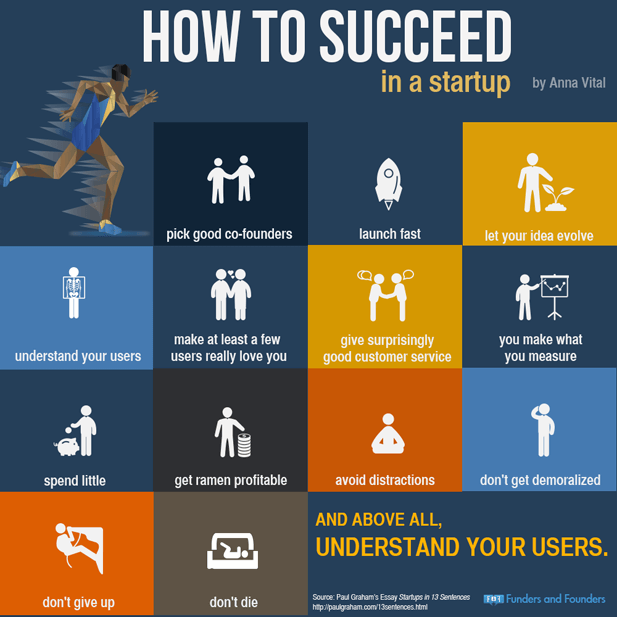 HOW TO SUCCEED
in a startup
by Anna Vital
pick good co-founders
launch fast
let your idea evolve
understand your users
make at least a few
users really love you
give surprisingly
good customer service
you make what
you measure
spend little
get ramen profitable
avoid distractions
don't get demoralized
don't give up
don't die
AND ABOVE ALL,
UNDERSTAND YOUR USERS.
Source: Paul Graham's Essay Startups in 13 Sentences
http://paulgraham.com/13sentences.html
Funders and Founders